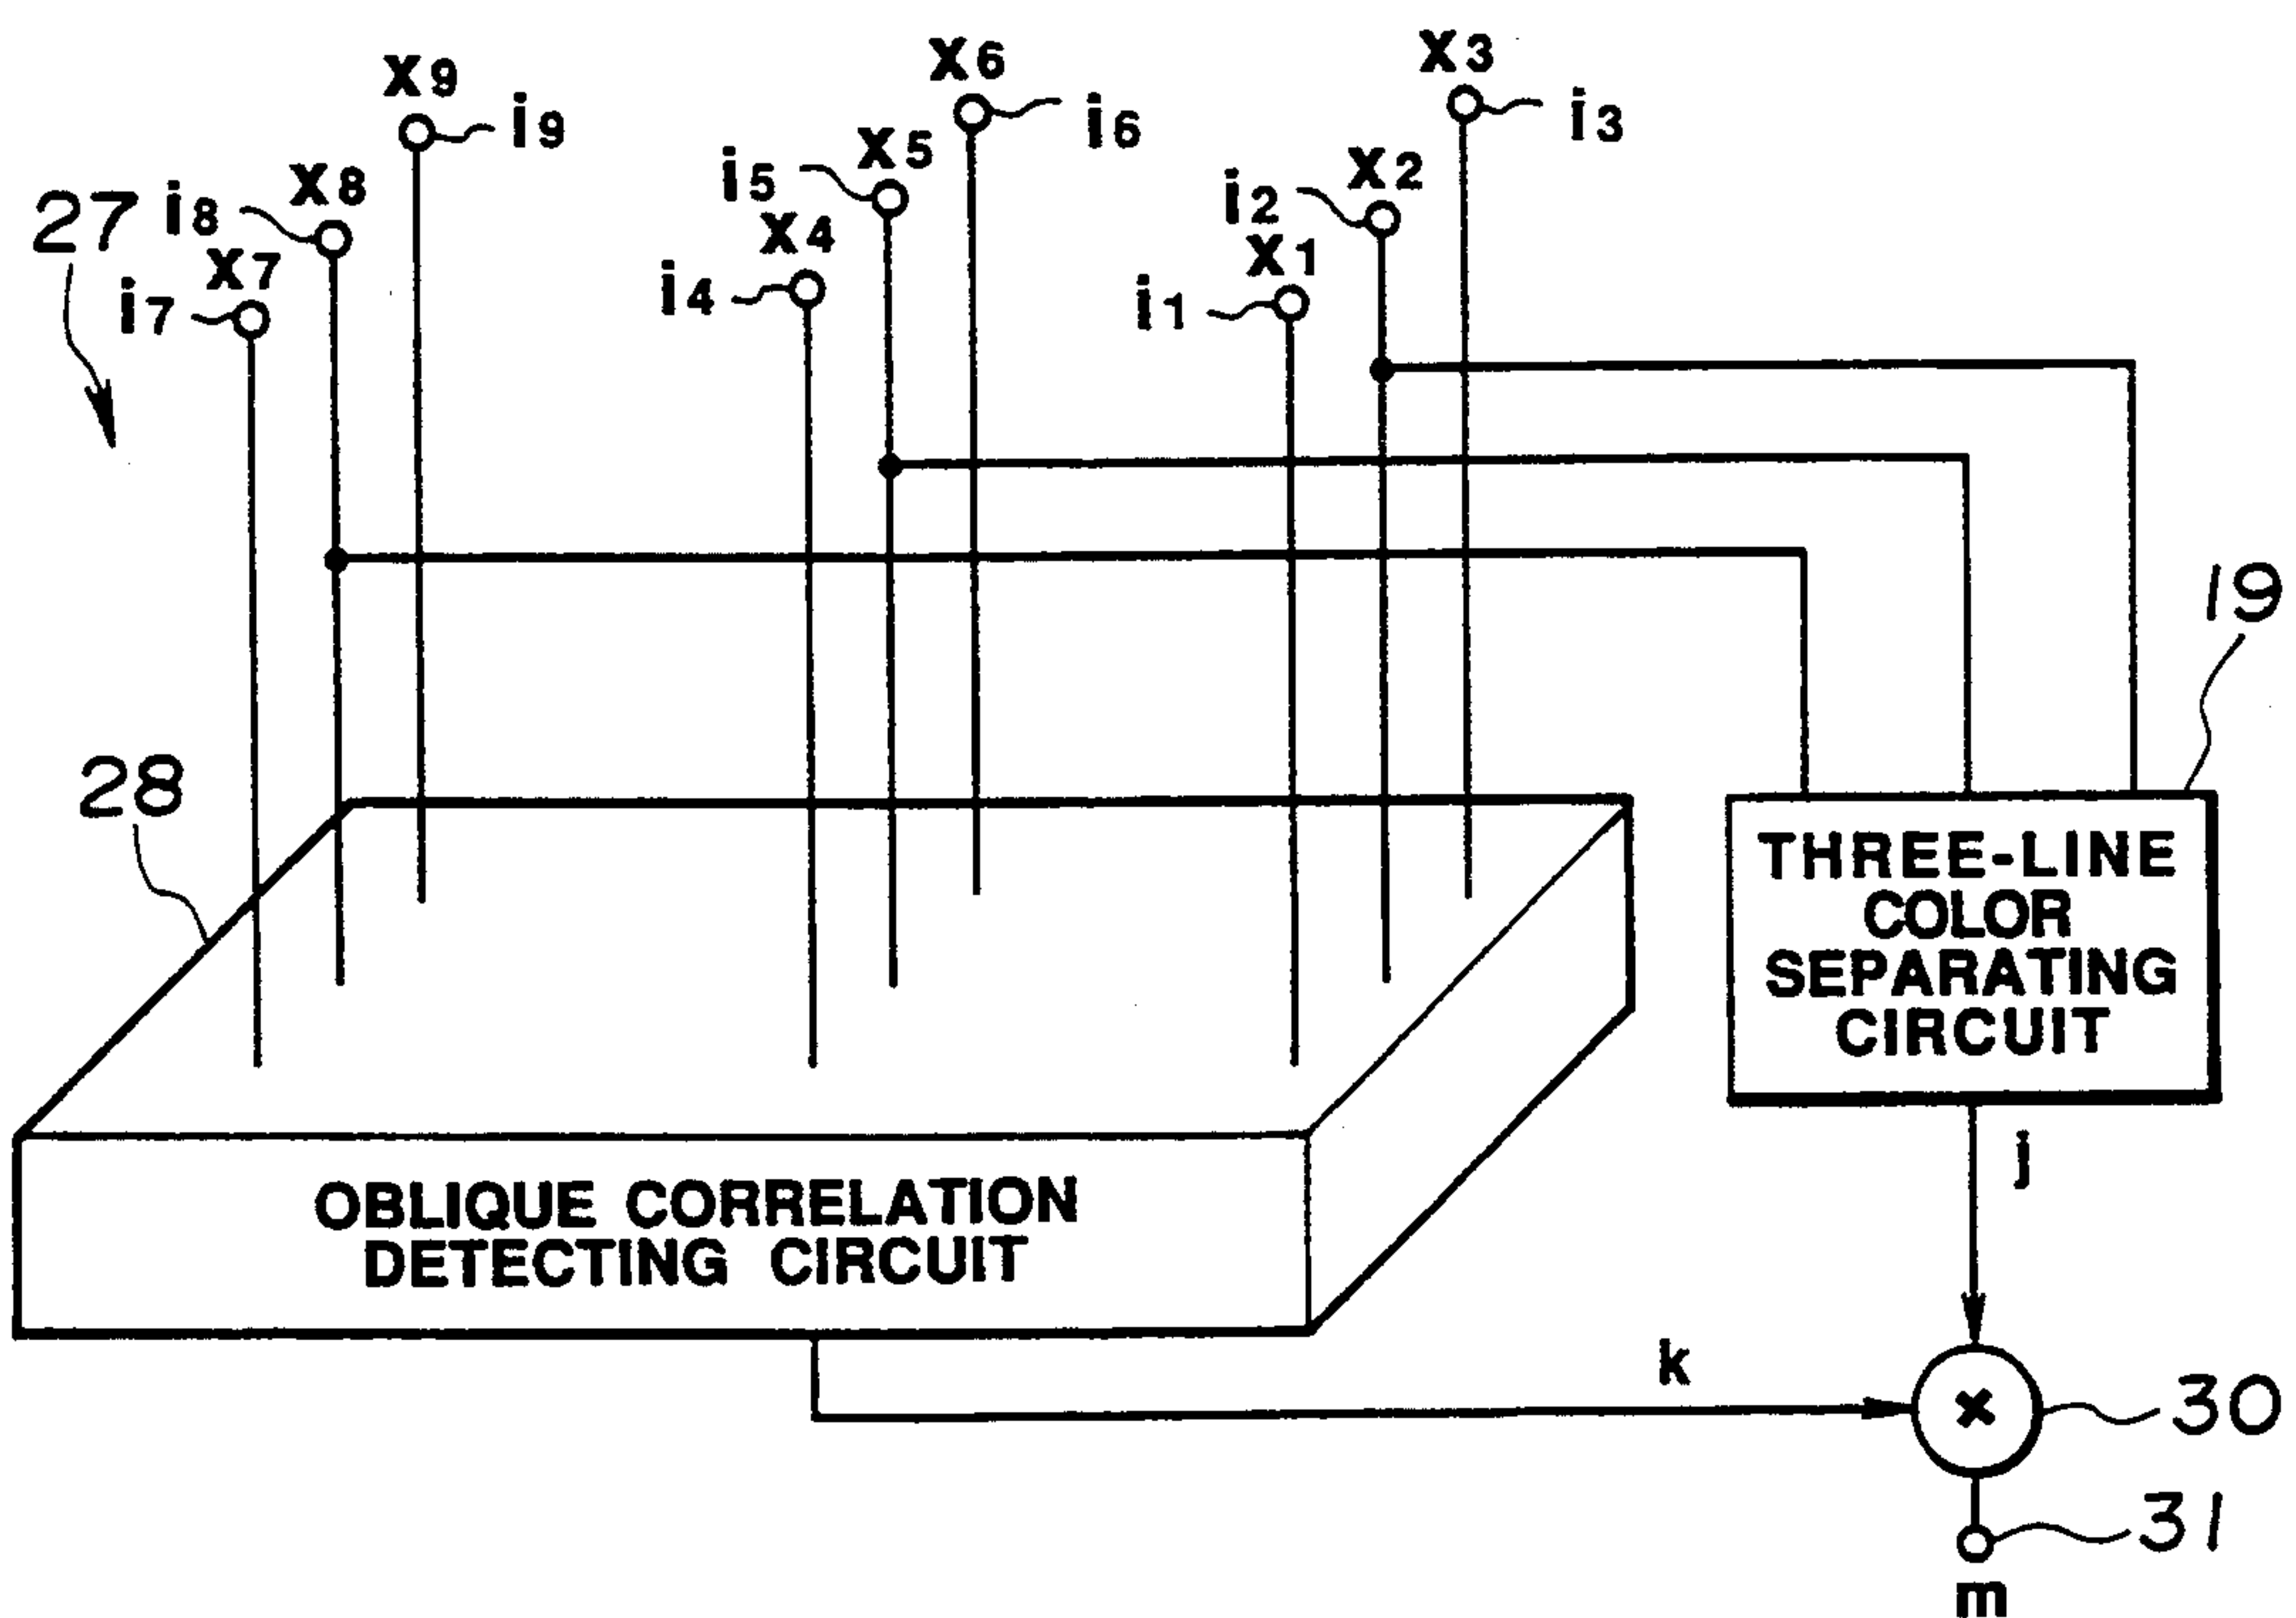 X9
X6
X3
i9
i6
i3
X5
i5
X8
i8
27
X4
X2
i2
X7
X1
i7
i4
i1
19
28
THREE-LINE
COLOR
SEPARATING
CIRCUIT
j
OBLIQUE CORRELATION
DETECTING CIRCUIT
k
×
30
31
m